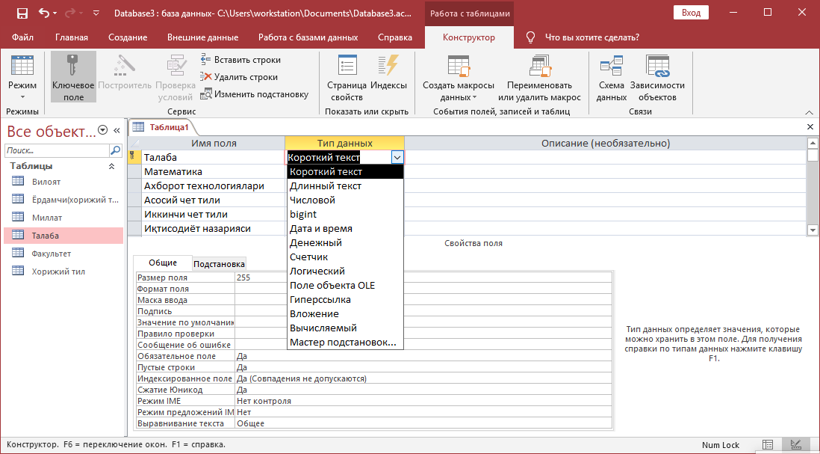 Database3 : база данных- C:\Users\workstation\Documents\Database3.ac...
Работа с таблицами
Вход
Файл
Главная
Создание
Внешние данные
Работа с базами данных
Справка
Конструктор
Что вы хотите сделать?
Режим
Ключевое поле
Построитель
Проверка условий
Вставить строки
Удалить строки
Изменить подстановку
Страница свойств
Индексы
Создать макросы данных
Переименовать или удалить макрос
Схема данных
Зависимости объектов
Режимы
Сервис
Показать или скрыть
События полей, записей и таблиц
Связи
Все объект...
Поиск...
Таблицы
Вилоят
Ёрдамчи(хорижий т...
Миллат
Талаба
Факультет
Хорижий тил
Таблица1
Имя поля
Тип данных
Описание (необязательно)
Талаба
Короткий текст
Математика
Ахборот технологиялари
Асосий чет тили
Иккинчи чет тили
Иқтисодиёт назарияси
Короткий текст
Длинный текст
Числовой
bigint
Дата и время
Денежный
Счетчик
Логический
Поле объекта OLE
Гиперссылка
Вложение
Вычисляемый
Мастер подстановок...
Свойства поля
Общие
Подстановка
Размер поля 255
Формат поля
Маска ввода
Подпись
Значение по умолчанию
Правило проверки
Сообщение об ошибке
Обязательное поле Да
Пустые строки Да
Индексированное поле Да (Совпадения не допускаются)
Сжатие Юникод Да
Режим IME Нет контроля
Режим предложений IM Нет
Выравнивание текста Общее
Тип данных определяет значения, которые
можно хранить в этом поле. Для получения
справки по типам данных нажмите клавишу
F1.
Конструктор. F6 = переключение окон. F1 = справка.
Num Lock